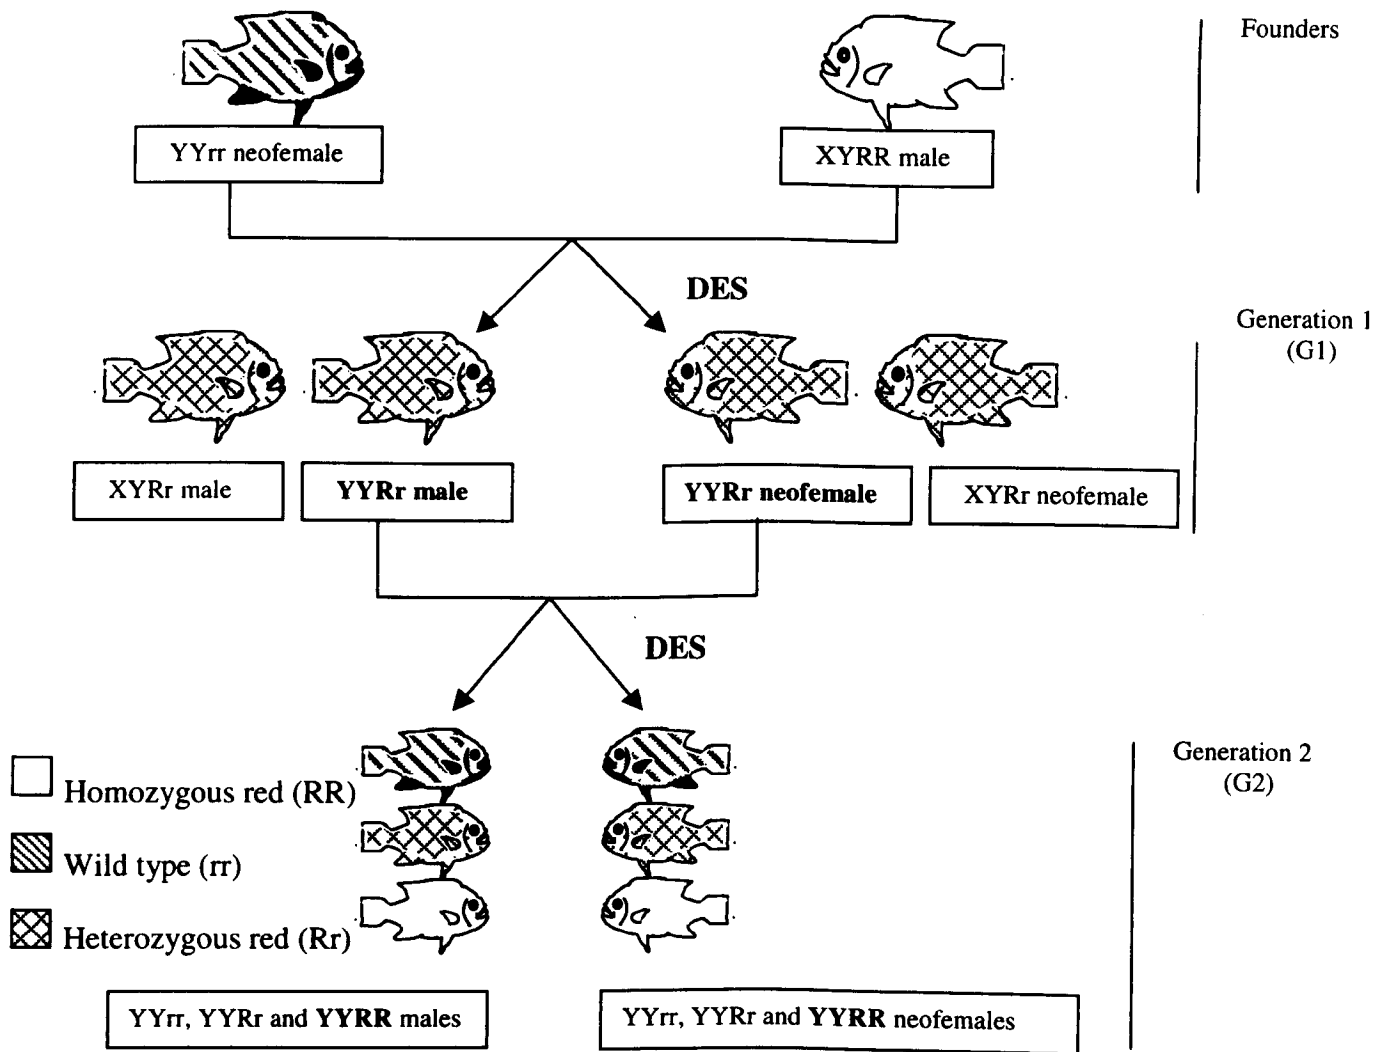 Founders
YYrr neofemale
XYRR male
DES
Generation 1
(G1)
XYRr male
YYRr male
YYRr neofemale
XYRr neofemale
DES
Generation 2
(G2)
Homozygous red (RR)
Wild type (rr)
Heterozygous red (Rr)
YYrr, YYRr and YYRR males
YYrr, YYRr and YYRR neofemales